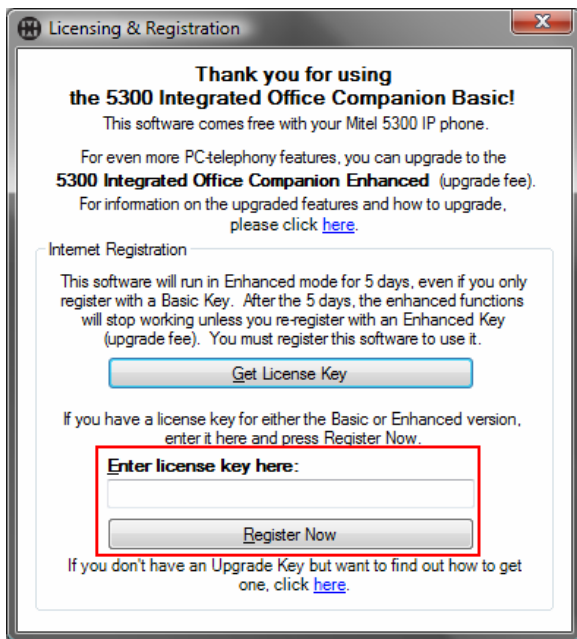 Licensing & Registration
Thank you for using
the 5300 Integrated Office Companion Basic!
This software comes free with your Mitel 5300 IP phone.
For even more PC-telephony features, you can upgrade to the
5300 Integrated Office Companion Enhanced (upgrade fee).
For information on the upgraded features and how to upgrade,
please click here.
Internet Registration
This software will run in Enhanced mode for 5 days, even if you only
register with a Basic Key. After the 5 days, the enhanced functions
will stop working unless you re-register with an Enhanced Key
(upgrade fee). You must register this software to use it.
Get License Key
If you have a license key for either the Basic or Enhanced version,
enter it here and press Register Now.
Enter license key here:
Register Now
If you don't have an Upgrade Key but want to find out how to get
one, click here.